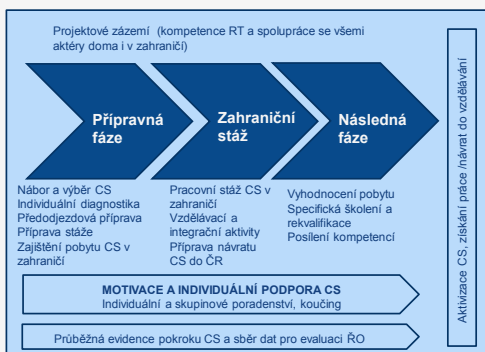 Projektové zázemí  (kompetence RT  a spolupráce se všemi
aktéry doma i v zahraničí)
Přípravná
fáze
Zahraniční
stáž
Následná
fáze
Nábor a výběr CS
Individuální diagnostika
Předodjezdová příprava
Příprava stáže
Zajištění pobytu CS v
zahraničí
Pracovní stáž CS v
zahraničí
Vzdělávací a
integrační aktivity
Příprava návratu
CS do ČR
Vyhodnocení pobytu
Specifická školení a
rekvalifikace
Posílení kompetencí
MOTIVACE A INDIVIDUÁLNÍ PODPORA CS
Individuální a skupinové poradenství, koučing
Průběžná evidence pokroku CS a sběr dat pro evaluaci ŘO
Aktivizace CS, získání práce /návrat do vzdělávání